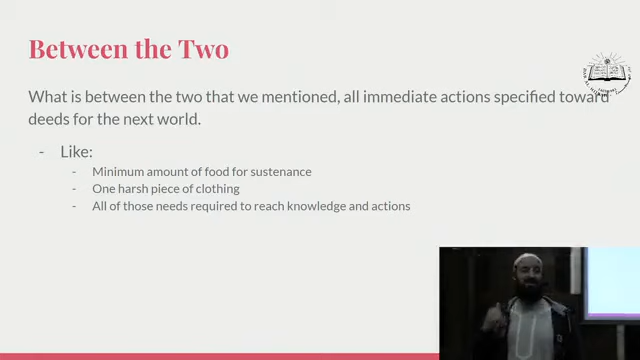 Between the Two
What is between the two that we mentioned, all immediate actions specified toward
deeds for the next world.
- Like:
- Minimum amount of food for sustenance
- One harsh piece of clothing
- All of those needs required to reach knowledge and actions